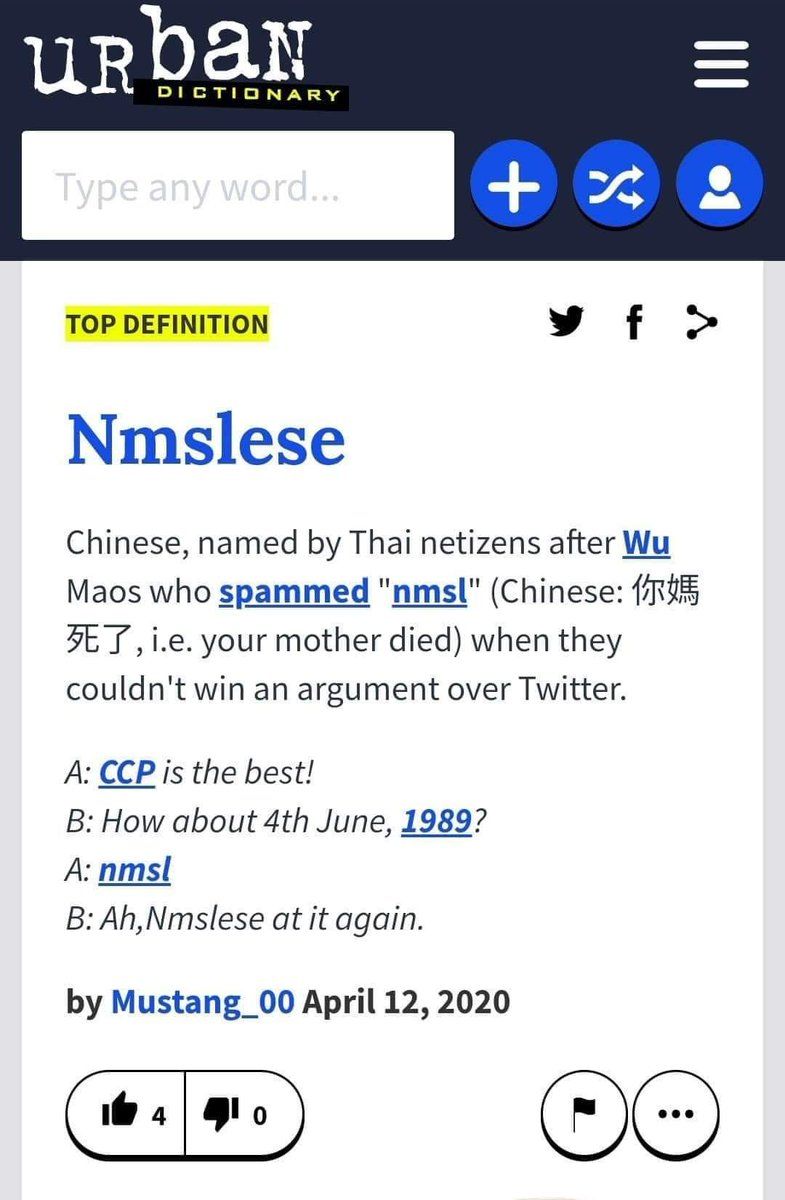 urban
DICTIONARY
Type any word...
TOP DEFINITION
Nmslese
Chinese, named by Thai netizens after Wu
Maos who spammed "nmsl" (Chinese: 你媽
死了, i.e. your mother died) when they
couldn't win an argument over Twitter.
A: CCP is the best!
B: How about 4th June, 1989?
A: nmsl
B: Ah,Nmslese at it again.
by Mustang_00 April 12, 2020
4 0